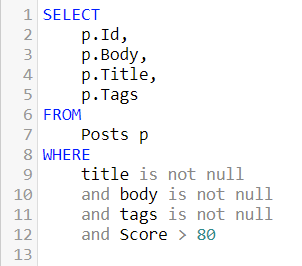 1 SELECT
2     p.Id,
3     p.Body,
4     p.Title,
5     p.Tags
6 FROM
7     Posts p
8 WHERE
9     title is not null
10     and body is not null
11     and tags is not null
12     and Score > 80
13